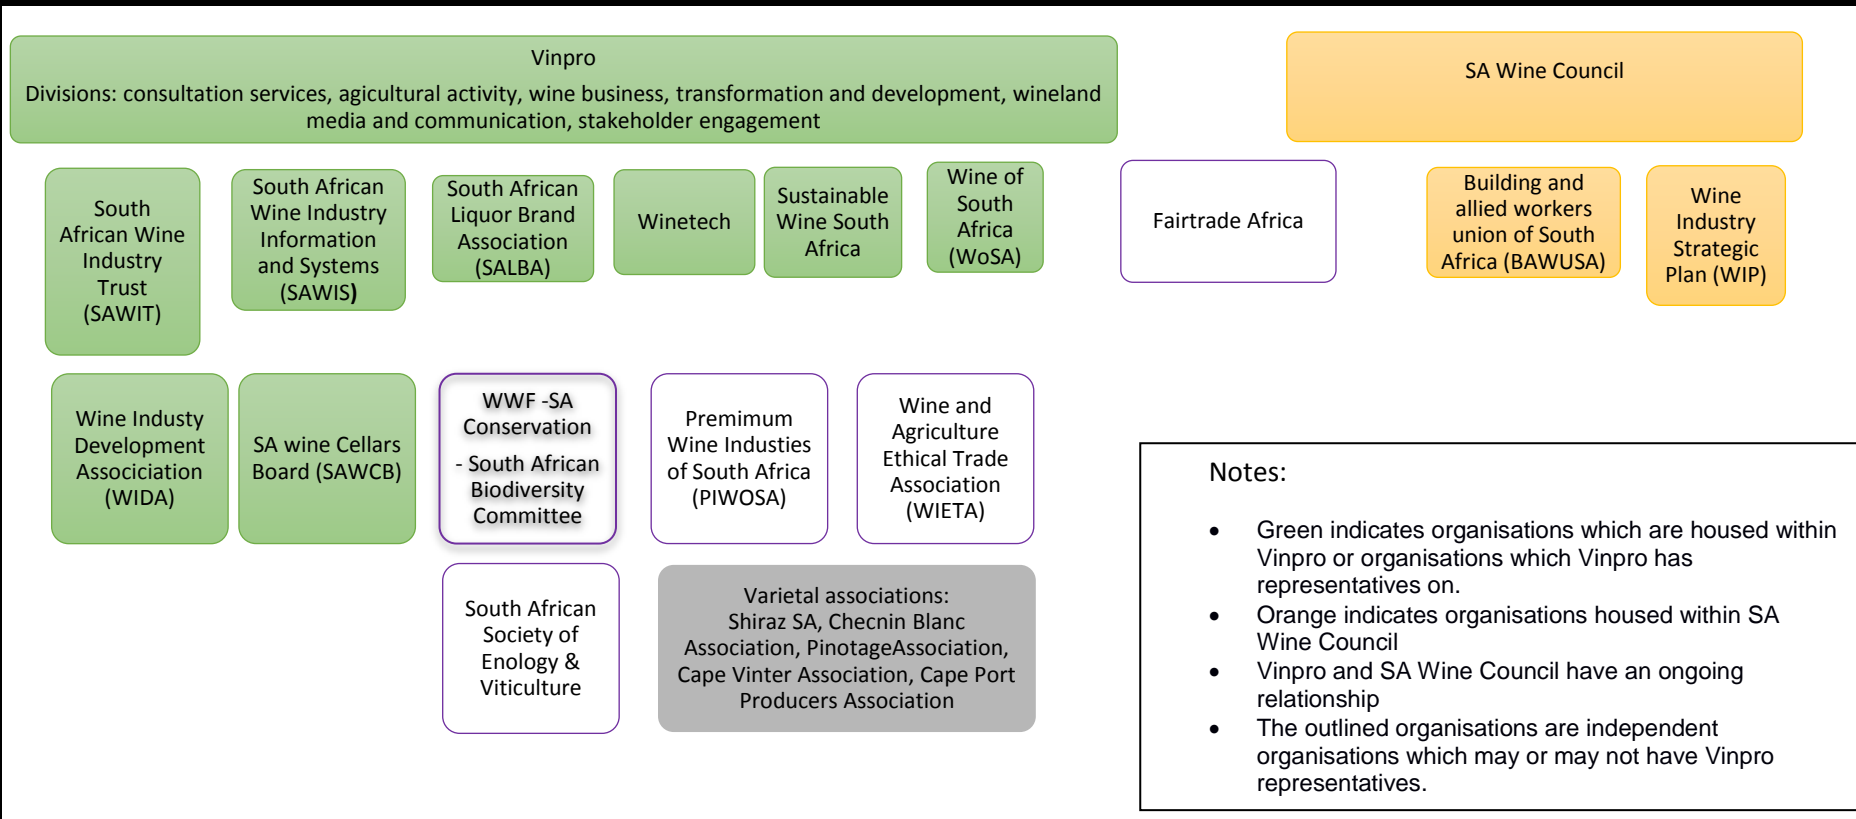 Vinpro
Divisions: consultation services, agicultural activity, wine business, transformation and development, wineland
media and communication, stakeholder engagement
SA Wine Council
South
African Wine
Industry
Trust
(SAWIT)
South African
Wine Industry
Information
and Systems
(SAWIS)
South African
Liquor Brand
Association
(SALBA)
Winetech
Sustainable
Wine South
Africa
Wine of
South
Africa
(WoSA)
Fairtrade Africa
Building and
allied workers
union of South
Africa (BAWUSA)
Wine
Industry
Strategic
Plan (WIP)
Wine Industy
Development
Associciation
(WIDA)
SA wine Cellars
Board (SAWCB)
WWF -SA
Conservation
- South African
Biodiversity
Committee
Premimum
Wine Industies
of South Africa
(PIWOSA)
Wine and
Agriculture
Ethical Trade
Association
(WIETA)
South African
Society of
Enology &
Viticulture
Varietal associations:
Shiraz SA, Checnin Blanc
Association, PinotageAssociation,
Cape Vinter Association, Cape Port
Producers Association
Notes:
• Green indicates organisations which are housed within
Vinpro or organisations which Vinpro has
representatives on.
• Orange indicates organisations housed within SA
Wine Council
• Vinpro and SA Wine Council have an ongoing
relationship
• The outlined organisations are independent
organisations which may or may not have Vinpro
representatives.